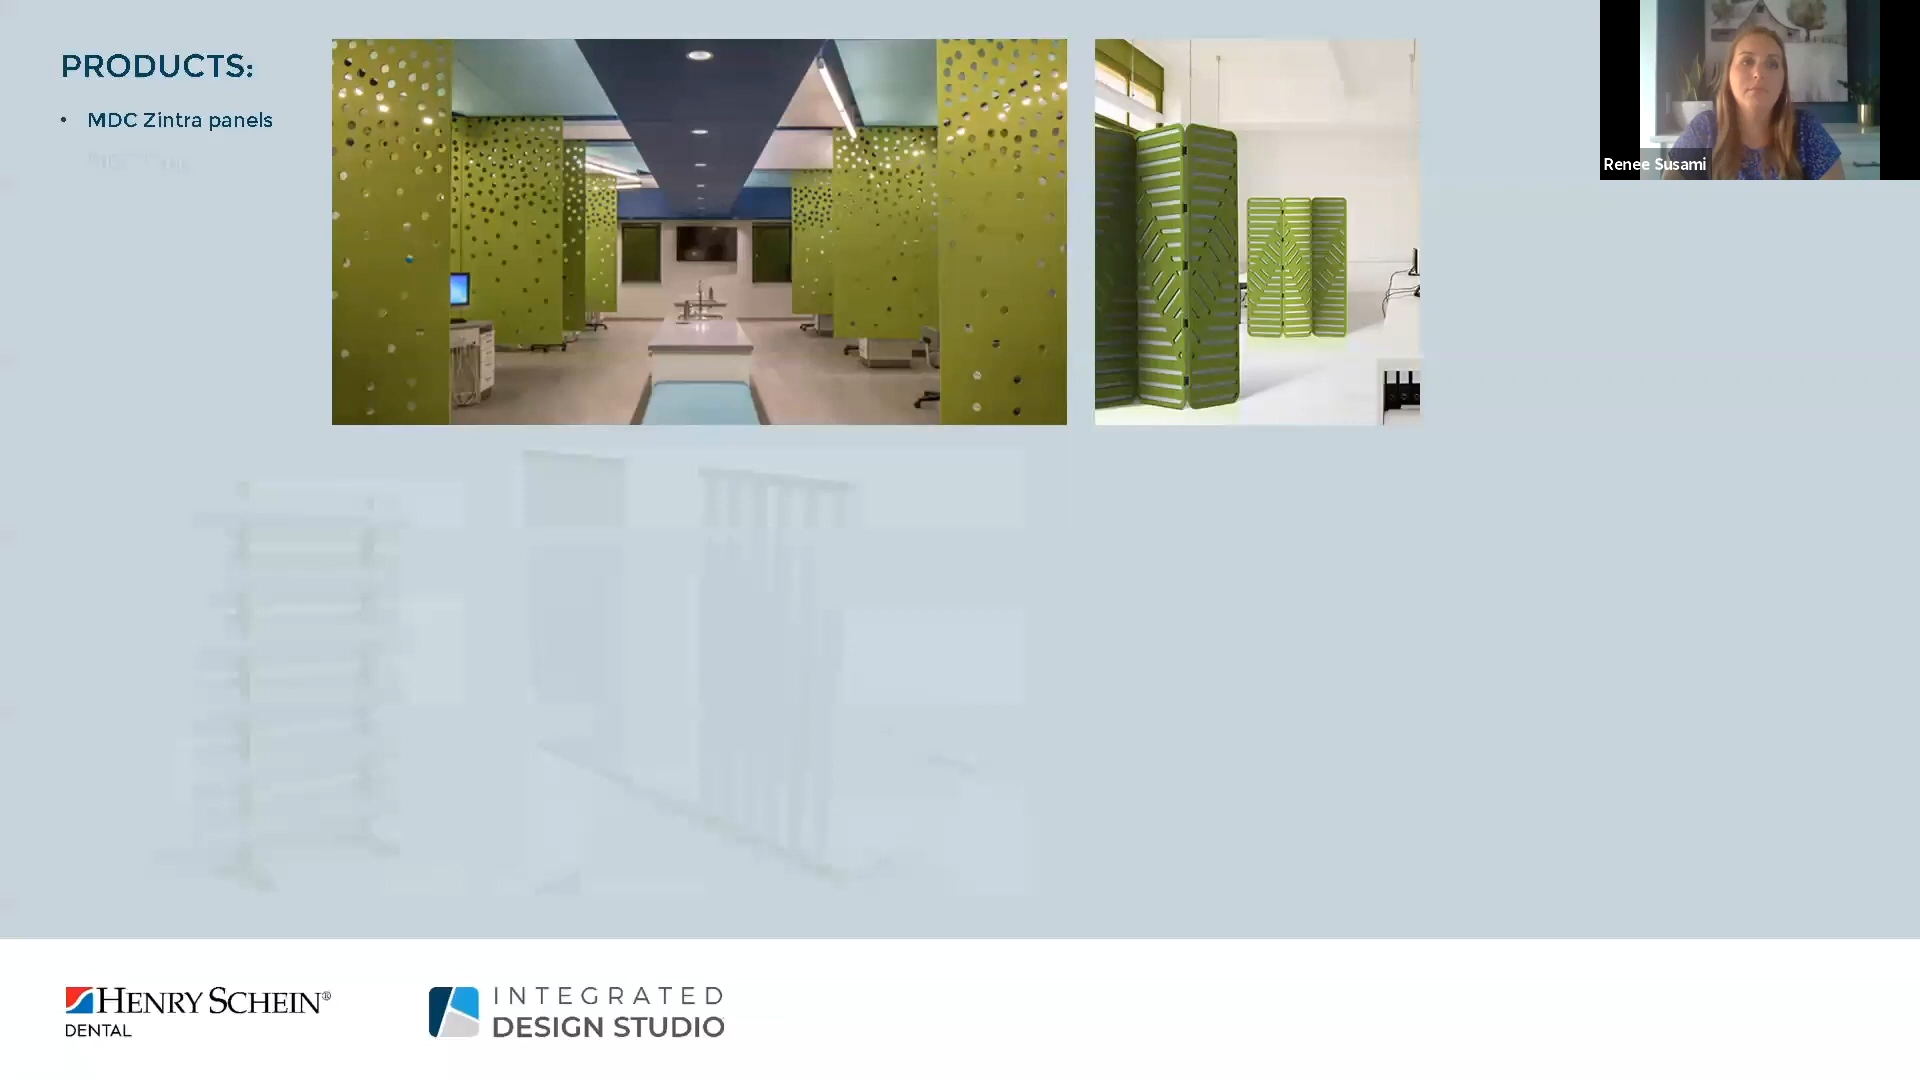 PRODUCTS:
• MDC Zintra panels
Renee Susami
HENRY SCHEIN®
DENTAL
INTEGRATED
DESIGN STUDIO